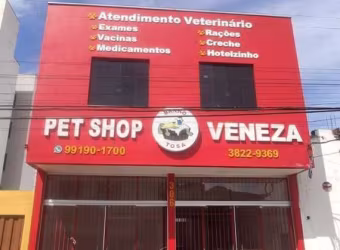 Atendimento Veterinário
Exames
Vacinas
Medicamentos
Rações
Creche
Hotelzinho
PET SHOP
VENEZA
TOSA
99190-1700
3822-9369